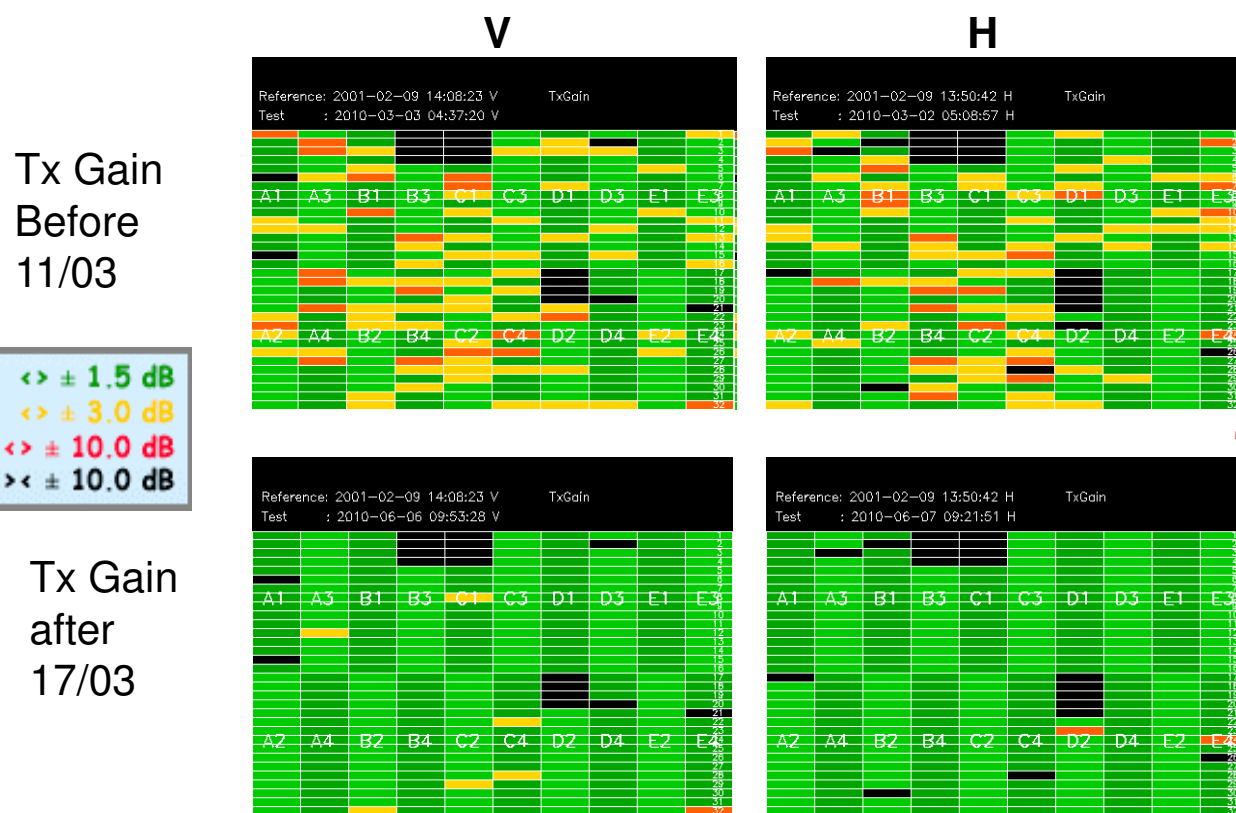 V
H
Tx Gain
Before
11/03
Reference: 2001-02-09 14:08:23 V TxGain
Test : 2010-03-03 04:37:20 V
A1 A3 B1 B3 C1 C3 D1 D3 E1 E3
A2 A4 B2 B4 C2 C4 D2 D4 E2 E4
Reference: 2001-02-09 13:50:42 H TxGain
Test : 2010-03-02 05:08:57 H
A1 A3 B1 B3 C1 C3 D1 D3 E1 E3
A2 A4 B2 B4 C2 C4 D2 D4 E2 E4
<> ± 1.5 dB
<> ± 3.0 dB
<> ± 10.0 dB
>< ± 10.0 dB
Tx Gain
after
17/03
Reference: 2001-02-09 14:08:23 V TxGain
Test : 2010-06-06 09:53:28 V
A1 A3 B1 B3 C1 C3 D1 D3 E1 E3
A2 A4 B2 B4 C2 C4 D2 D4 E2 E4
Reference: 2001-02-09 13:50:42 H TxGain
Test : 2010-06-07 09:21:51 H
A1 A3 B1 B3 C1 C3 D1 D3 E1 E3
A2 A4 B2 B4 C2 C4 D2 D4 E2 E4